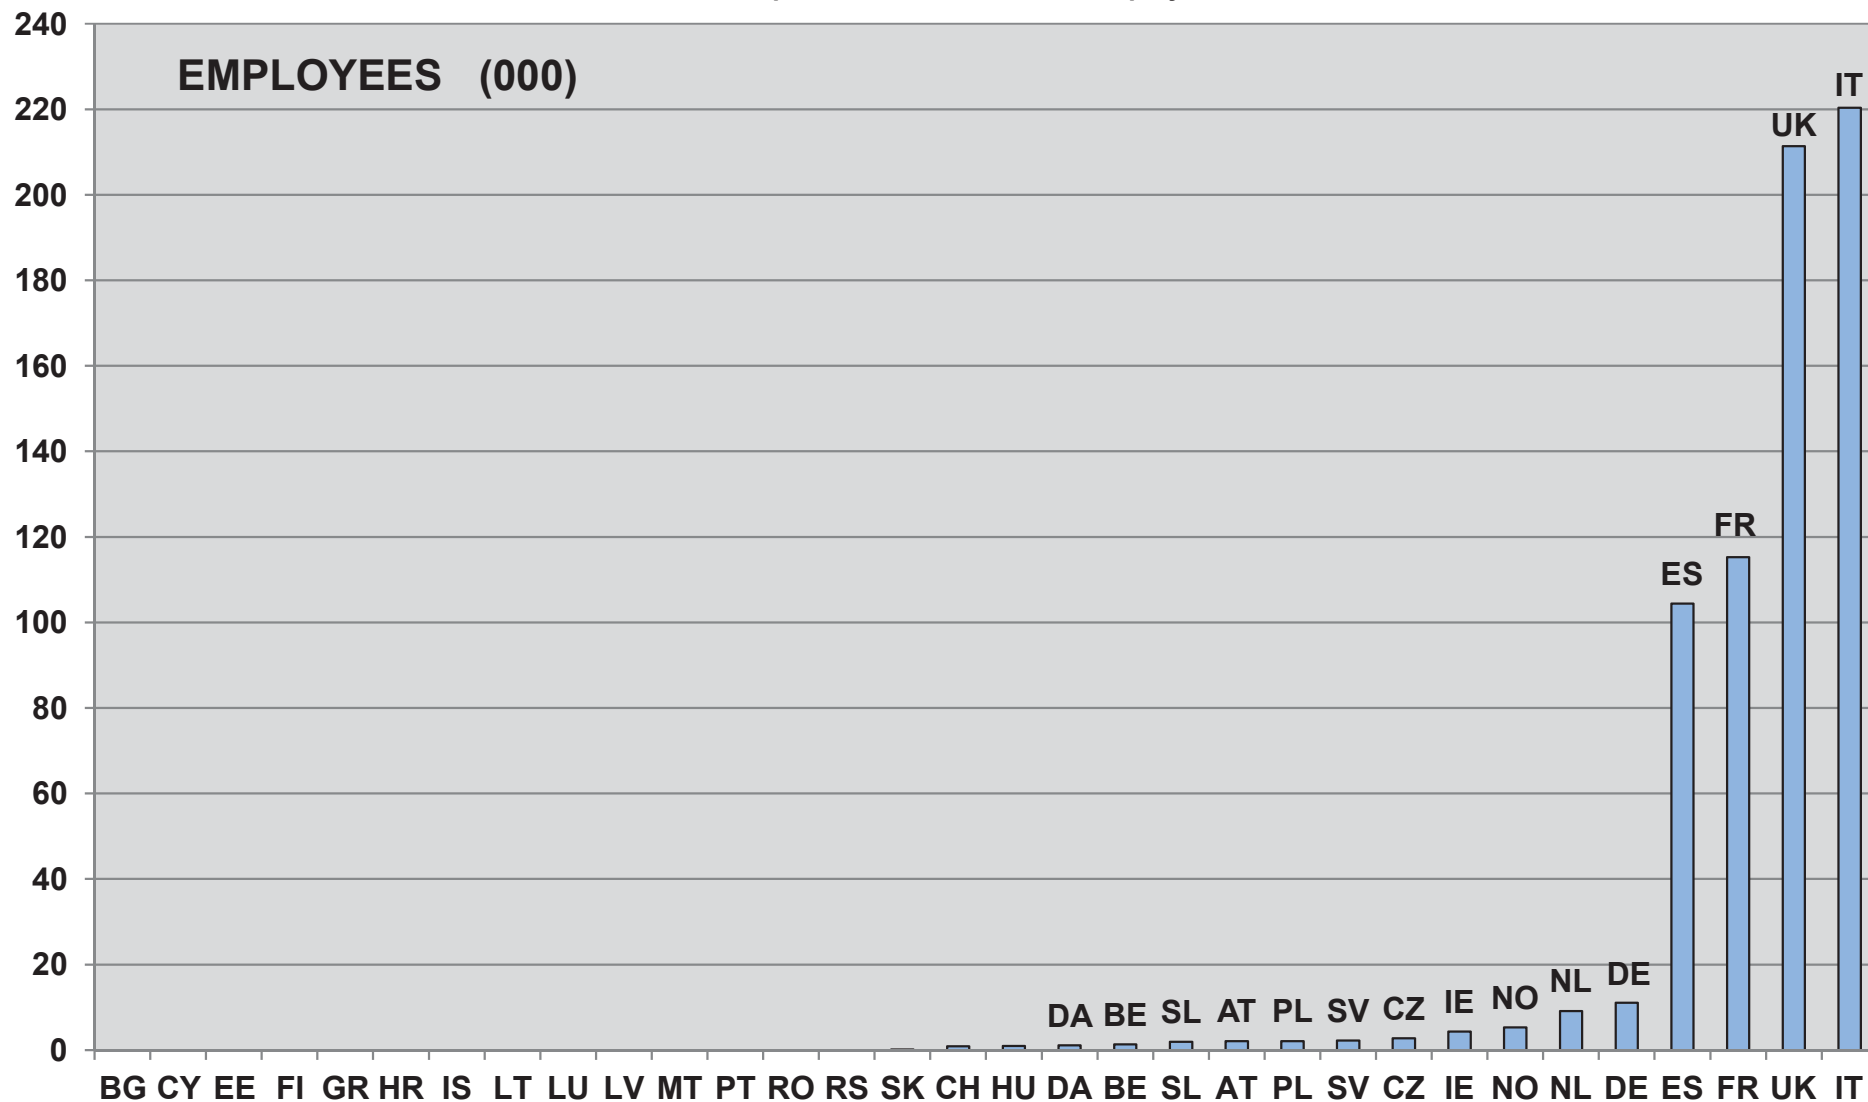 240
EMPLOYEES (000)
220
200
180
160
140
120
100
80
60
40
20
0
IT
UK
FR
ES
DA BE SL AT PL SV CZ IE NO NL DE
BG CY EE FI GR HR IS LT LU LV MT PT RO RS SK CH HU DA BE SL AT PL SV CZ IE NO NL DE ES FR UK IT